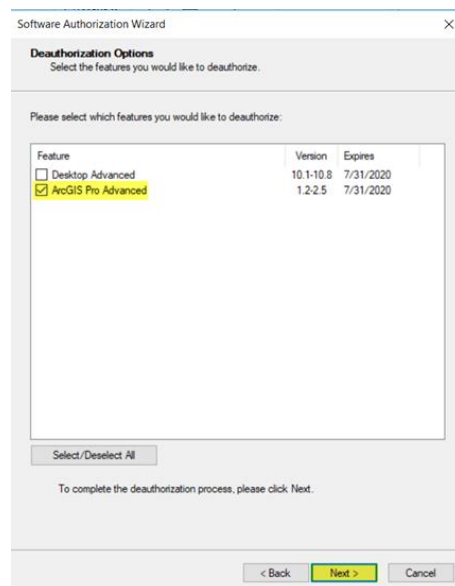 Software Authorization Wizard
Deauthorization Options
Select the features you would like to deauthorize.
Please select which features you would like to deauthorize:
Feature Version Expires
Desktop Advanced 10.1-10.8 7/31/2020
ArcGIS Pro Advanced 1.2-2.5 7/31/2020
Select/Deselect All
To complete the deauthorization process, please click Next.
< Back Next > Cancel